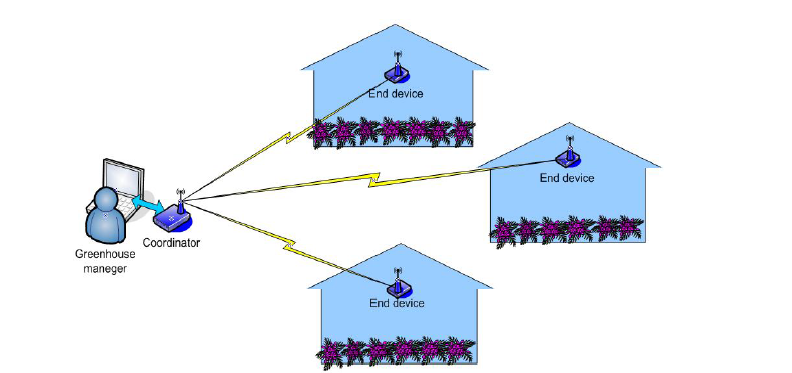 End device
End device
Coordinator
Greenhouse
maneger
End device